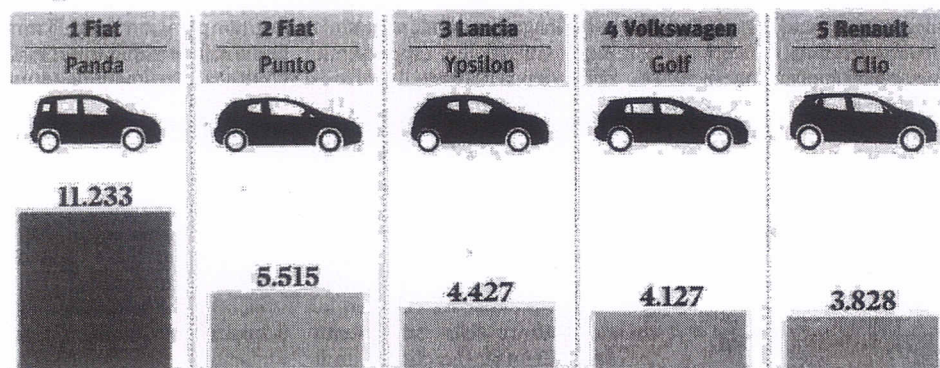 1 Fiat
Panda
11.233
2 Fiat
Punto
5.515
3 Lancia
Ypsilon
4.427
4 Volkswagen
Golf
4.127
5 Renault
Clio
3.828